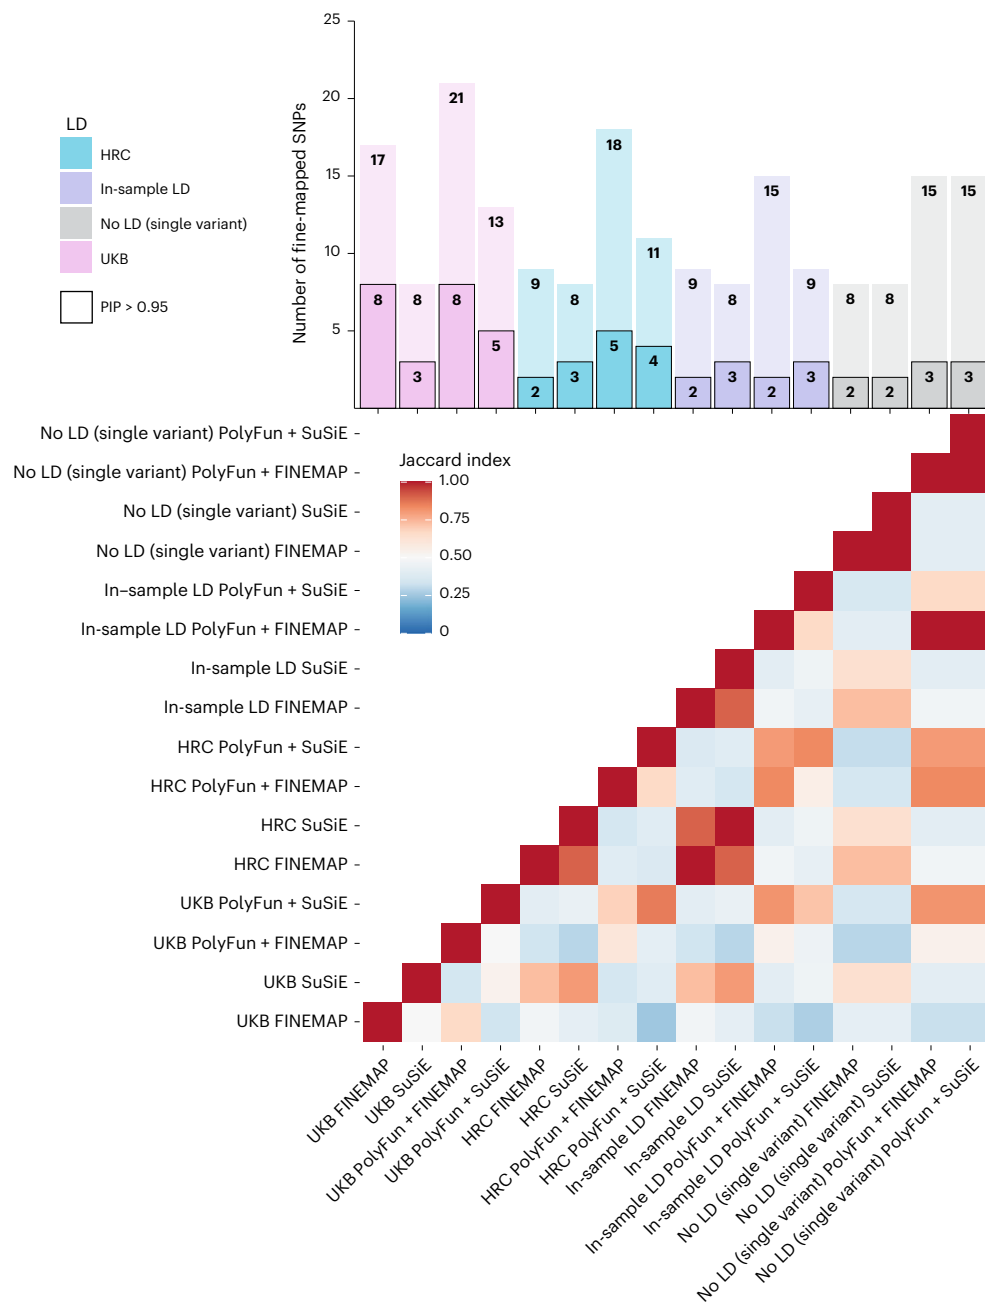 25
20
15
10
5
Number of fine-mapped SNPs
LD
HRC
In-sample LD
No LD (single variant)
UKB
PIP > 0.95
17
8
21
13
9
8
18
11
9
8
15
9
8
8
15
15
8
3
8
5
2
3
5
4
2
3
2
3
2
2
3
3
Jaccard index
1.00
0.75
0.50
0.25
0
No LD (single variant) PolyFun + SuSiE
No LD (single variant) PolyFun + FINEMAP
No LD (single variant) SuSiE
No LD (single variant) FINEMAP
In–sample LD PolyFun + SuSiE
In-sample LD PolyFun + FINEMAP
In-sample LD SuSiE
In-sample LD FINEMAP
HRC PolyFun + SuSiE
HRC PolyFun + FINEMAP
HRC SuSiE
HRC FINEMAP
UKB PolyFun + SuSiE
UKB PolyFun + FINEMAP
UKB SuSiE
UKB FINEMAP
UKB FINEMAP
UKB SuSiE
UKB PolyFun + FINEMAP
UKB PolyFun + SuSiE
HRC FINEMAP
HRC SuSiE
HRC PolyFun + FINEMAP
HRC PolyFun + SuSiE
In-sample LD FINEMAP
In-sample LD SuSiE
In-sample LD PolyFun + FINEMAP
In-sample LD PolyFun + SuSiE
No LD (single variant) FINEMAP
No LD (single variant) SuSiE
No LD (single variant) PolyFun + FINEMAP
No LD (single variant) PolyFun + SuSiE